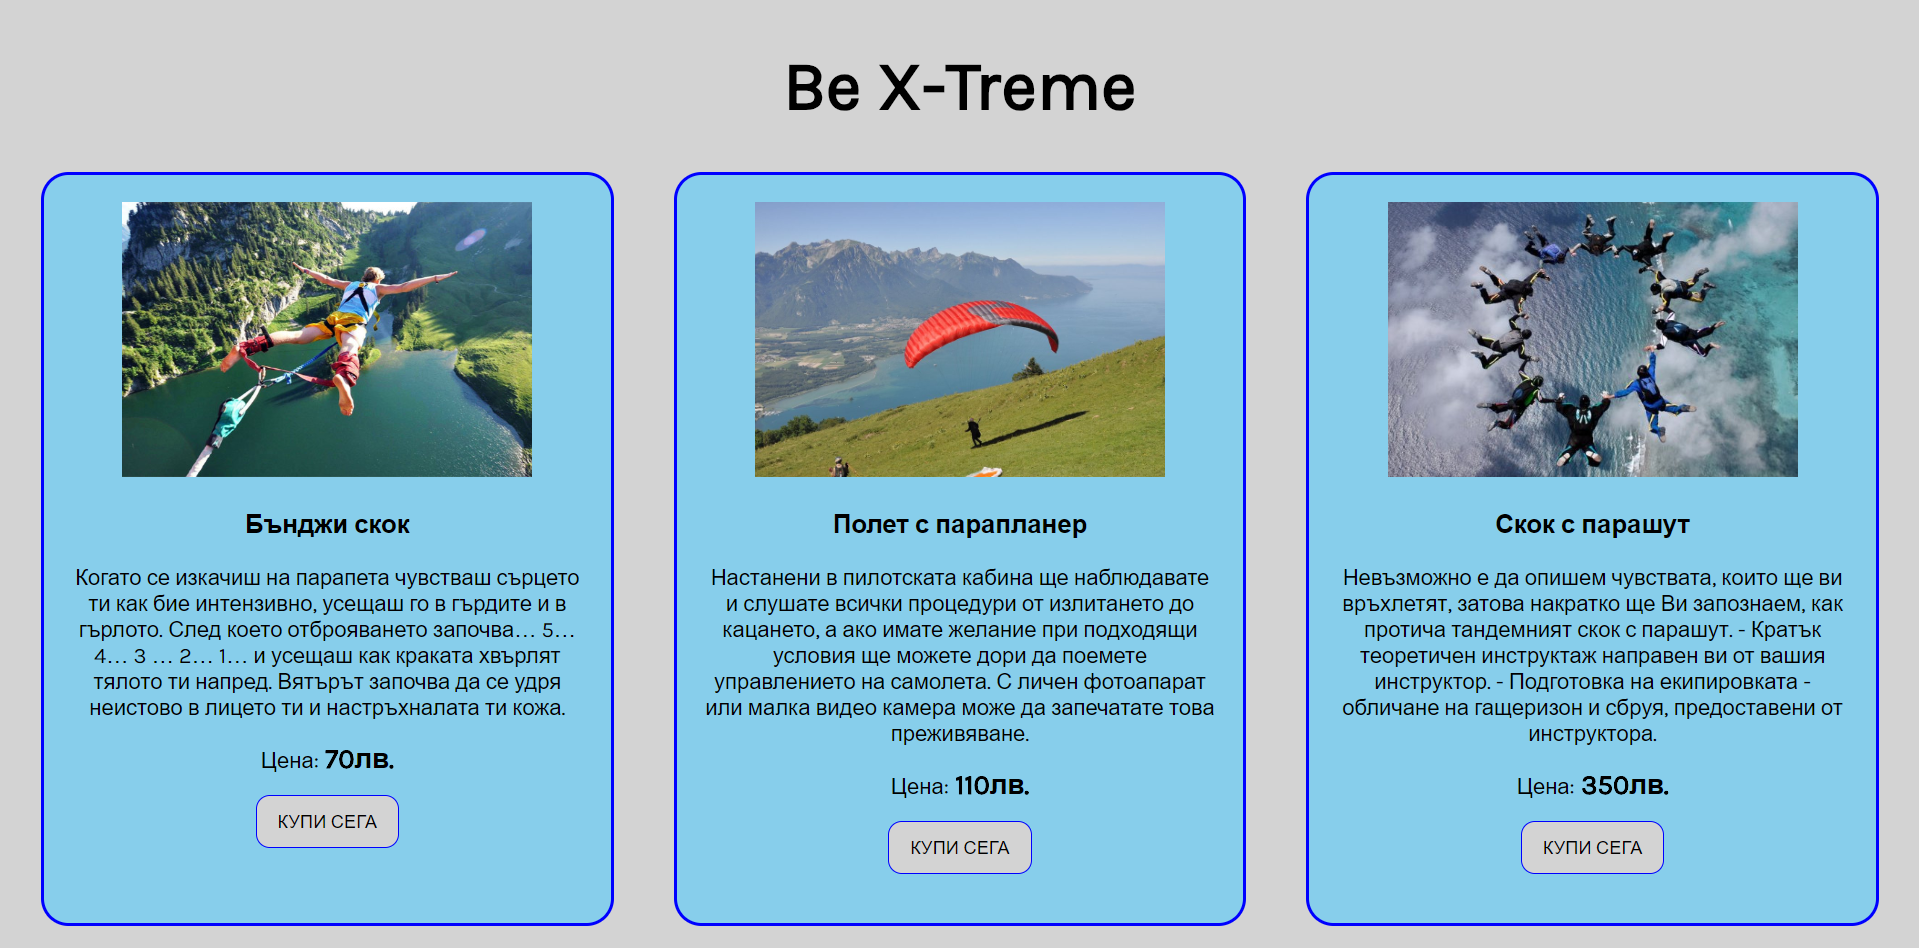 Be X-Treme
Бънджи скок
Когато се изкачиш на парапета чувстваш сърцето
ти как бие интензивно, усещаш го в гърдите и в
гърлото. След което отброяването започва... 5...
4... 3 ... 2... 1... и усещаш как краката хвърлят
тялото ти напред. Вятърът започва да се удря
неистово в лицето ти и настръхналата ти кожа.
Цена: 70лв.
КУПИ СЕГА
Полет с парапланер
Настанени в пилотската кабина ще наблюдавате
и слушате всички процедури от излитането до
кацането, а ако имате желание при подходящи
условия ще можете дори да поемете
управлението на самолета. С личен фотоапарат
или малка видео камера може да запечатате това
преживяване.
Цена: 110лв.
КУПИ СЕГА
Скок с парашут
Невъзможно е да опишем чувствата, които ще ви
връхлетят, затова накратко ще Ви запознаем, как
протича тандемният скок с парашут. - Кратък
теоретичен инструктаж направен ви от вашия
инструктор. - Подготовка на екипировката -
обличане на гащеризон и сбруя, предоставени от
инструктора.
Цена: 350лв.
КУПИ СЕГА